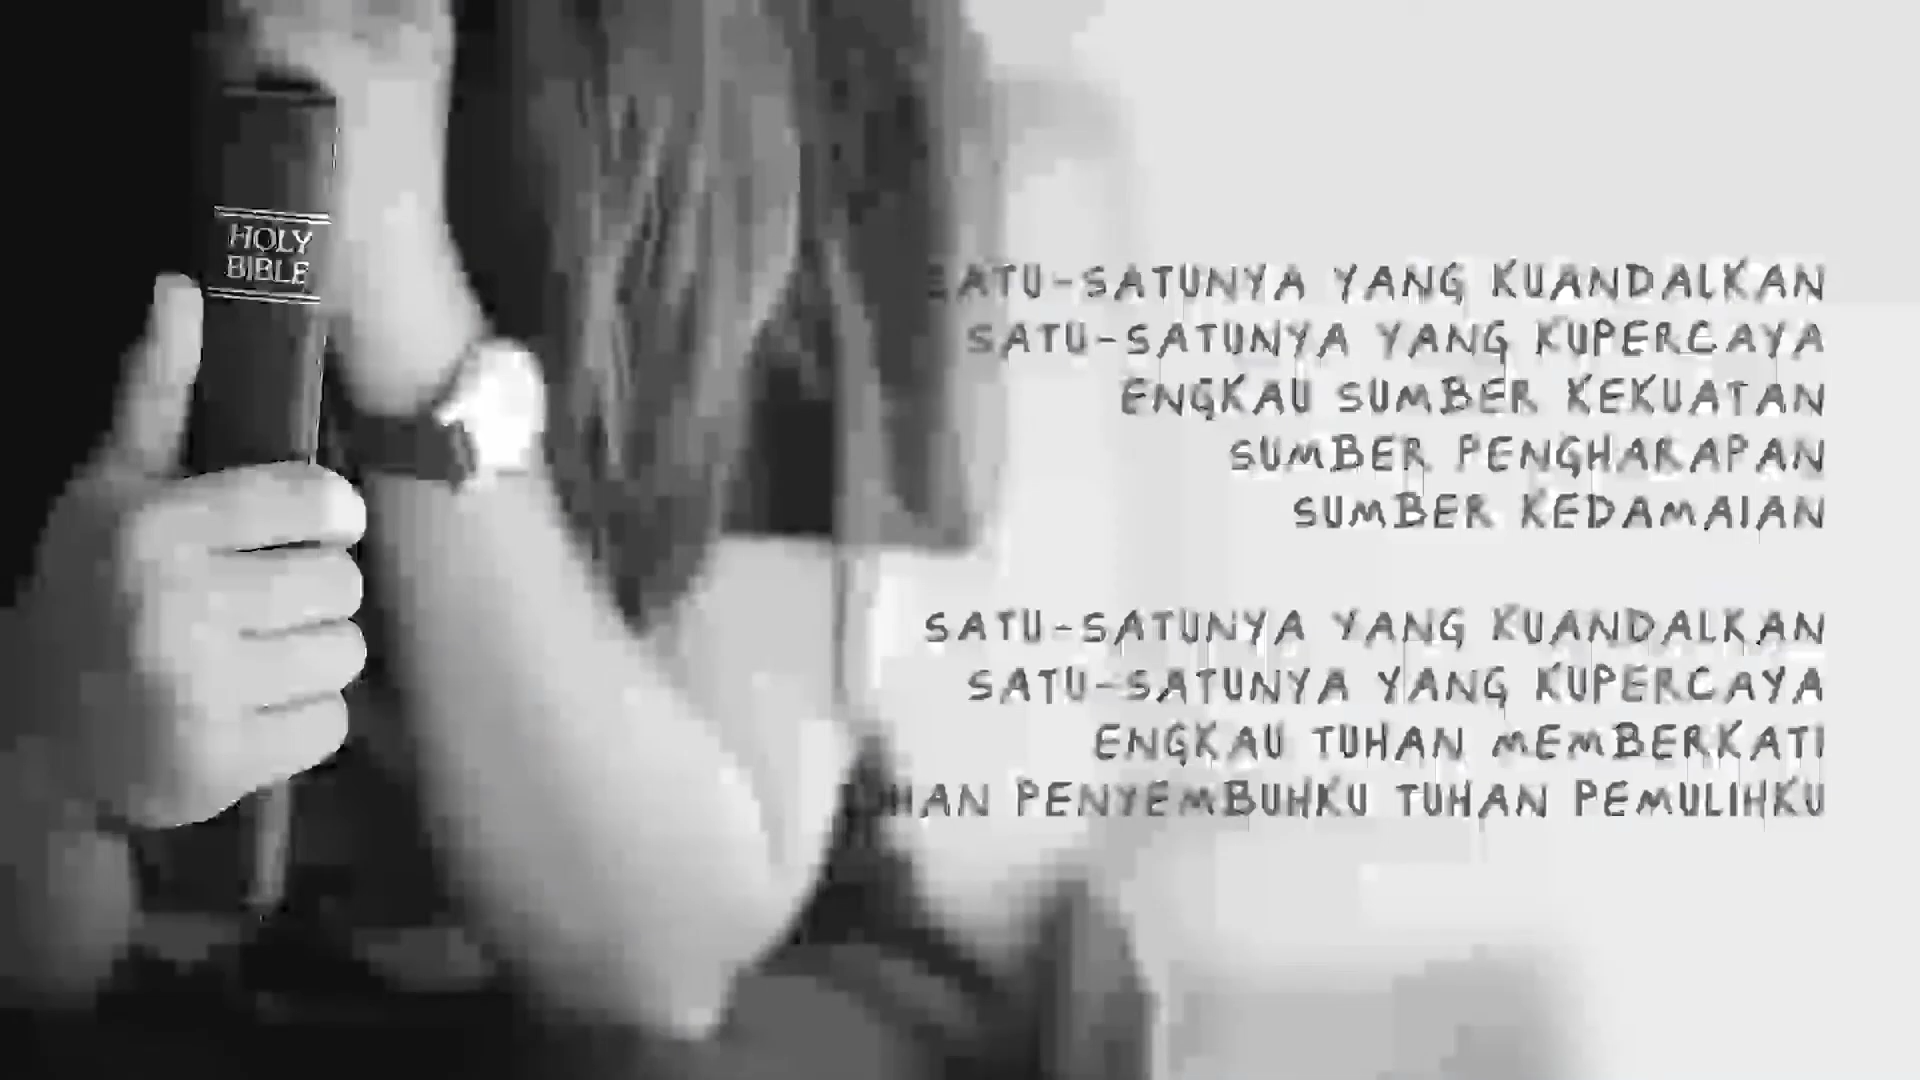 HOLY
BIBLE
SATU-SATUNYA YANG KUANDALKAN
SATU-SATUNYA YANG KUPERCAYA
ENGKAU SUMBER KEKUATAN
SUMBER PENGHARAPAN
SUMBER KEDAMAIAN
SATU-SATUNYA YANG KUANDALKAN
SATU-SATUNYA YANG KUPERCAYA
ENGKAU TUHAN MEMBERKATI
TUHAN PENYEMBUHKU TUHAN PEMULIHKU